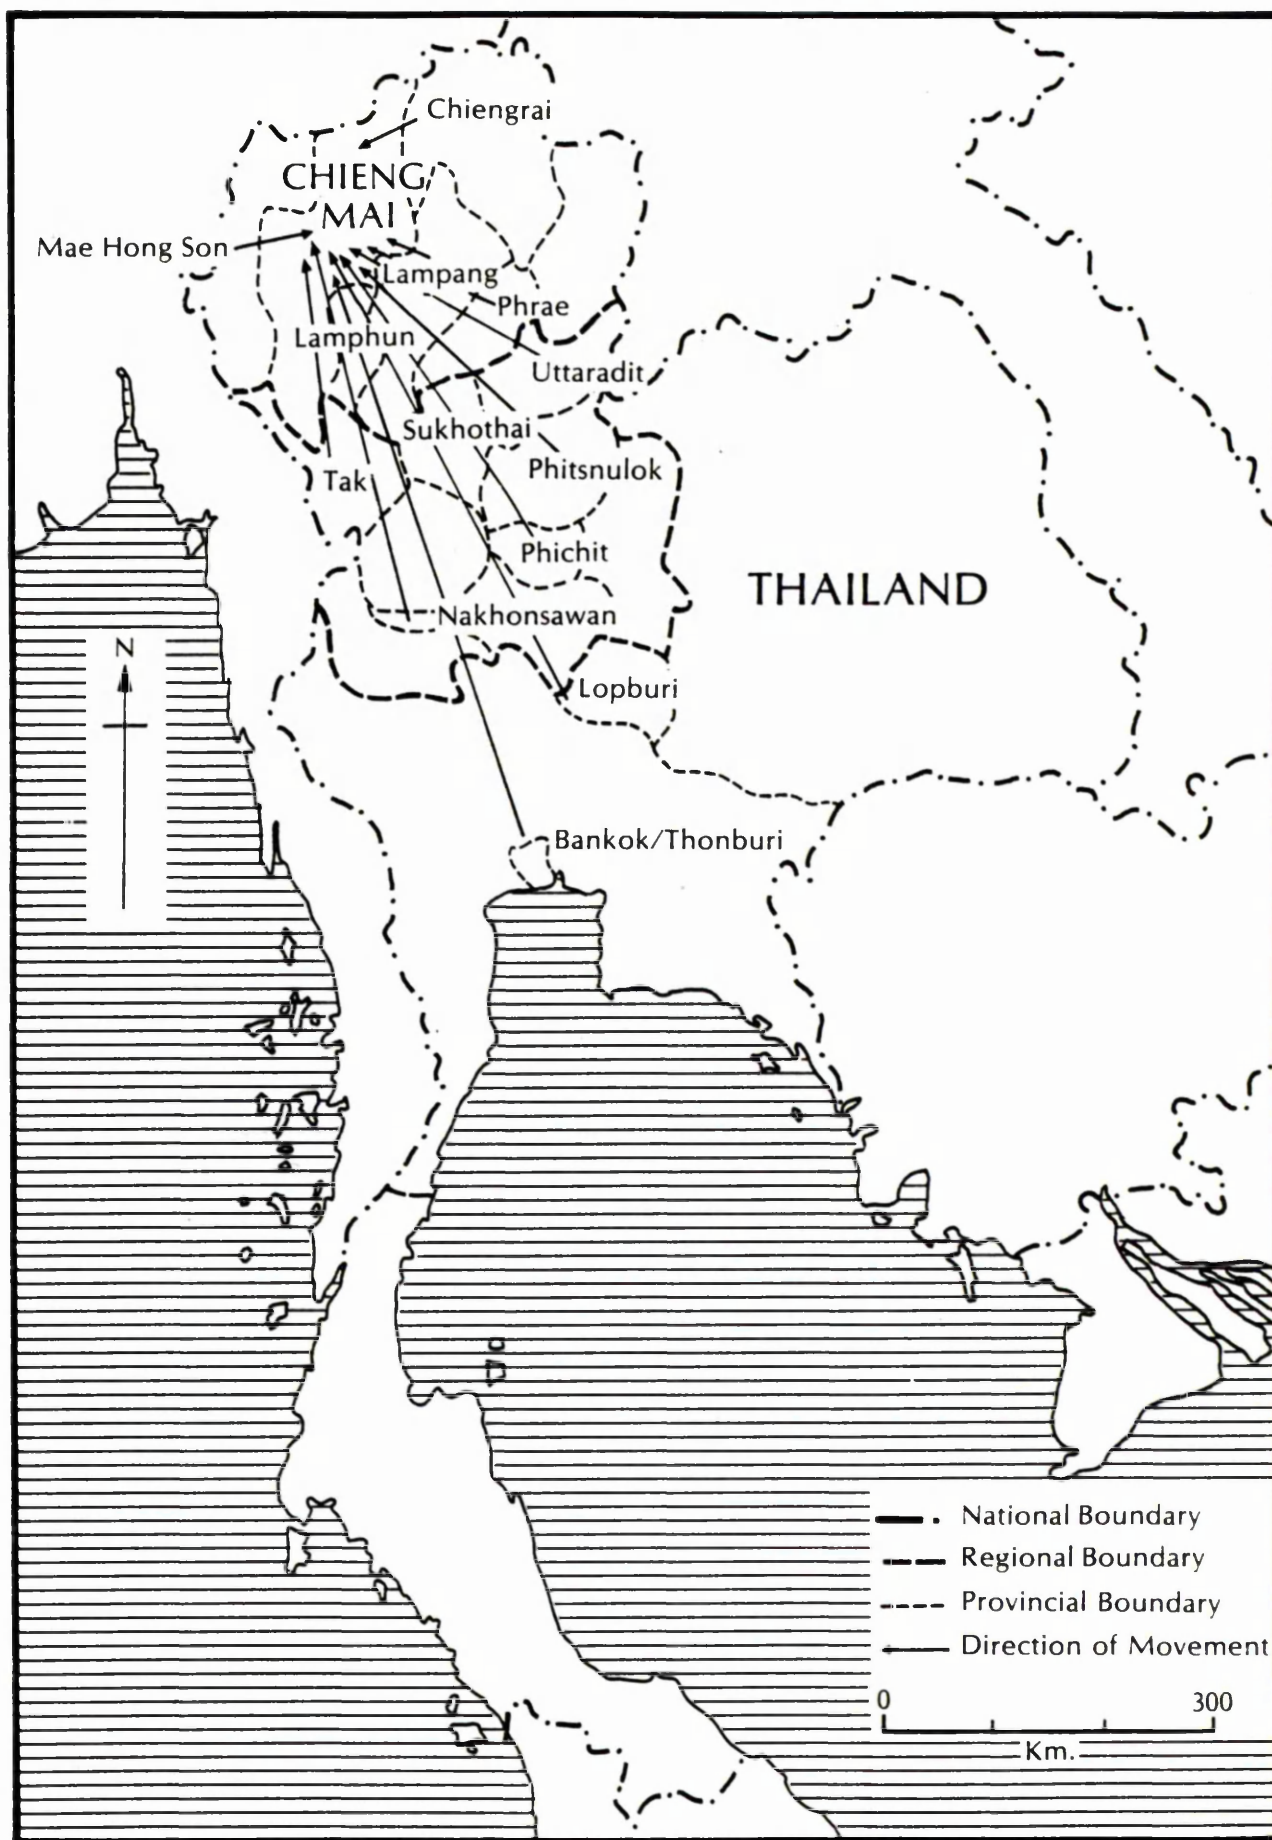 Chiengrai
CHIENG
MAI
Mae Hong Son
Lampang
Phrae
Lamphun
Uttaradit
Sukhothai
Phitsnulok
Tak
Phichit
THAILAND
Nakhonsawan
N
Lopburi
Bankok/Thonburi
National Boundary
Regional Boundary
Provincial Boundary
Direction of Movement
0 300
Km.